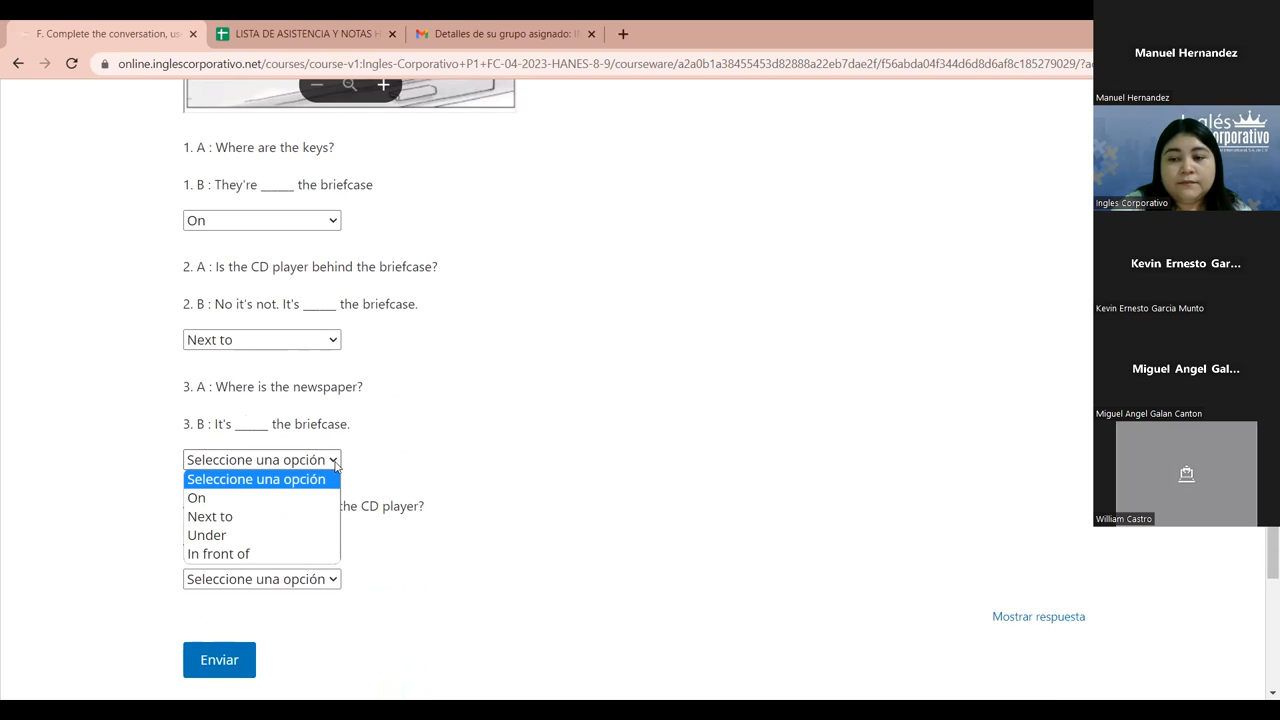 F. Complete the conversation, us
LISTA DE ASISTENCIA Y NOTAS H
Detalles de su grupo asignado: I
online.inglescorporativo.net/courses/course-v1:Ingles-Corporativo+P1+FC-04-2023-HANES-8-9/courseware/a2a0b1a38455453d82888a22eb7dae2f/f56abda04f344d6d8d6af8c185279029/?a
1. A : Where are the keys?
1. B : They're ______ the briefcase
On
2. A : Is the CD player behind the briefcase?
2. B : No it's not. It's ______ the briefcase.
Next to
3. A : Where is the newspaper?
3. B : It's ______ the briefcase.
Seleccione una opción
Seleccione una opción
On
Next to
Under
In front of
the CD player?
Seleccione una opción
Mostrar respuesta
Enviar
Manuel Hernandez
Manuel Hernandez
Inglés
Corporativo
Ingles Corporativo
Kevin Ernesto Gar...
Kevin Ernesto Garcia Munto
Miguel Angel Gal...
Miguel Angel Galan Canton
William Castro